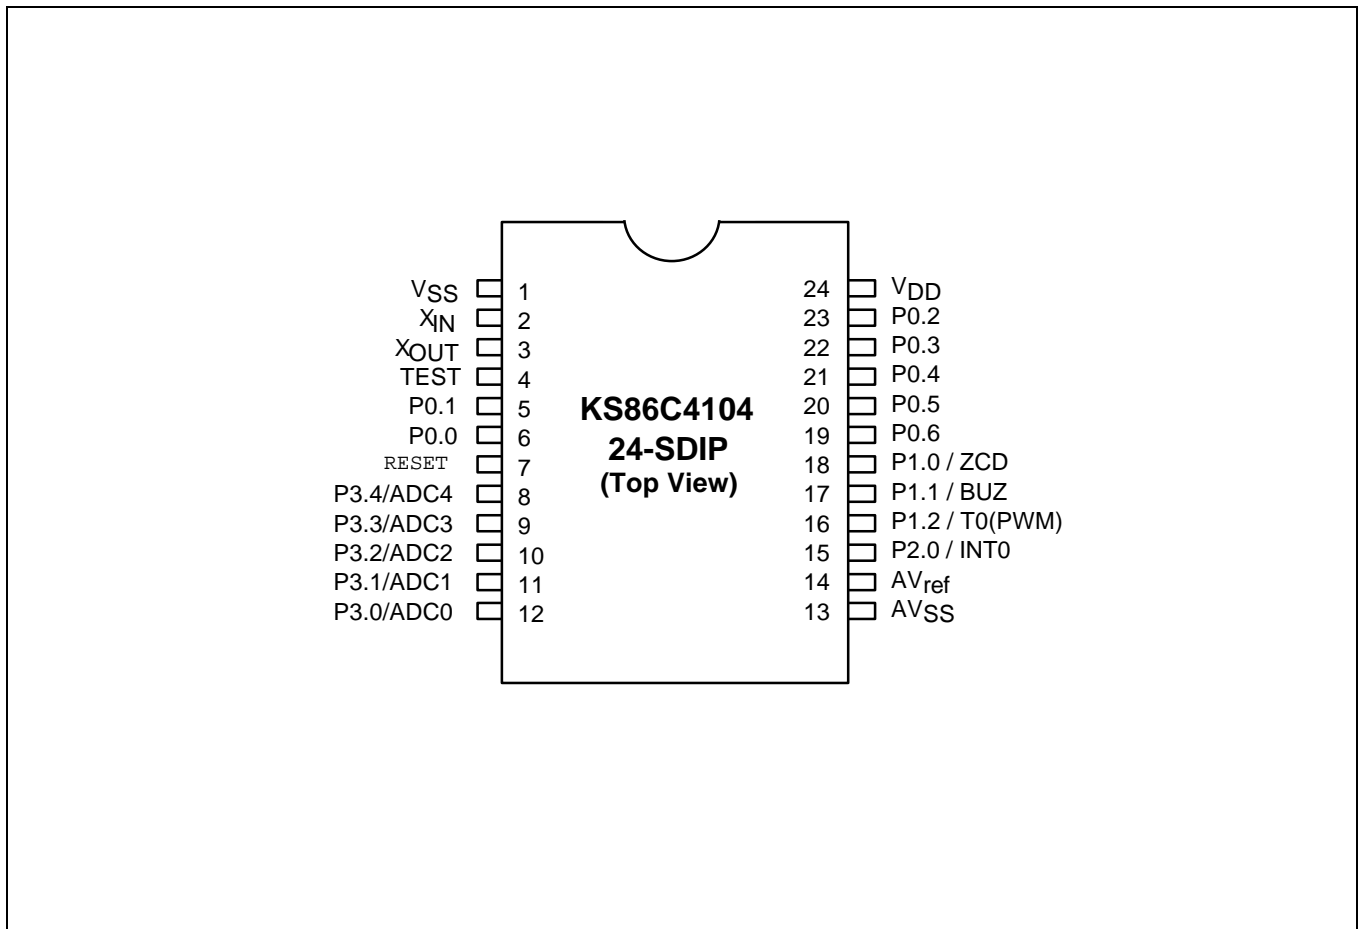 VSS 1 24 VDD
XIN 2 23 P0.2
XOUT 3 22 P0.3
TEST 4 21 P0.4
P0.1 5 20 P0.5
P0.0 6 19 P0.6
RESET 7 18 P1.0 / ZCD
P3.4/ADC4 8 17 P1.1 / BUZ
P3.3/ADC3 9 16 P1.2 / T0(PWM)
P3.2/ADC2 10 15 P2.0 / INT0
P3.1/ADC1 11 14 AVref
P3.0/ADC0 12 13 AVSS
KS86C4104
24-SDIP
(Top View)